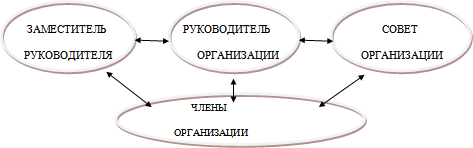 ЗАМЕСТИТЕЛЬ
РУКОВОДИТЕЛЯ
РУКОВОДИТЕЛЬ
ОРГАНИЗАЦИИ
СОВЕТ
ОРГАНИЗАЦИИ
ЧЛЕНЫ
ОРГАНИЗАЦИИ